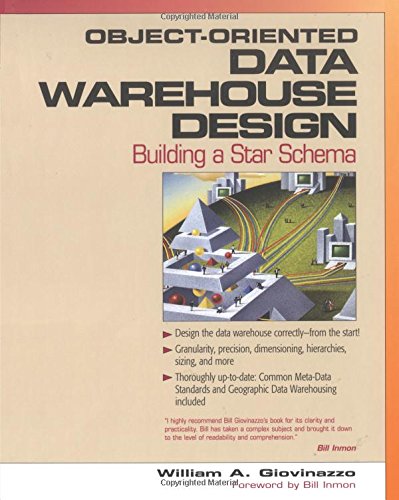 Copyrighted Material
OBJECT-ORIENTED
DATA
WAREHOUSE
DESIGN
Building a Star Schema
Design the data warehouse correctly–from the start!
Granularity, precision, dimensioning, hierarchies,
sizing, and more
Thoroughly up-to-date: Common Meta-Data
Standards and Geographic Data Warehousing
included
"I highly recommend Bill Giovinazzo's book for its clarity and
practicality. Bill has taken a complex subject and brought it down
to the level of readability and comprehension."
Bill Inmon
William A. Giovinazzo
Foreword by Bill Inmon
Copyrighted Material